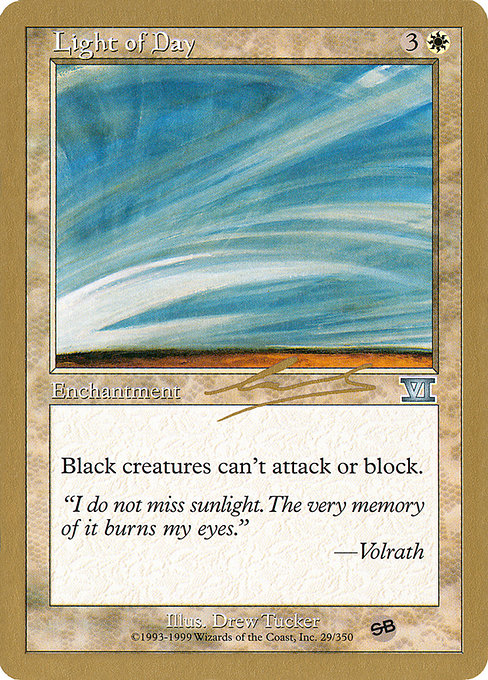 Light of Day 3
Enchantment VI
Black creatures can't attack or block.
“I do not miss sunlight. The very memory
of it burns my eyes.”
—Volrath
Illus. Drew Tucker
©1993-1999 Wizards of the Coast, Inc. 29/350
SB